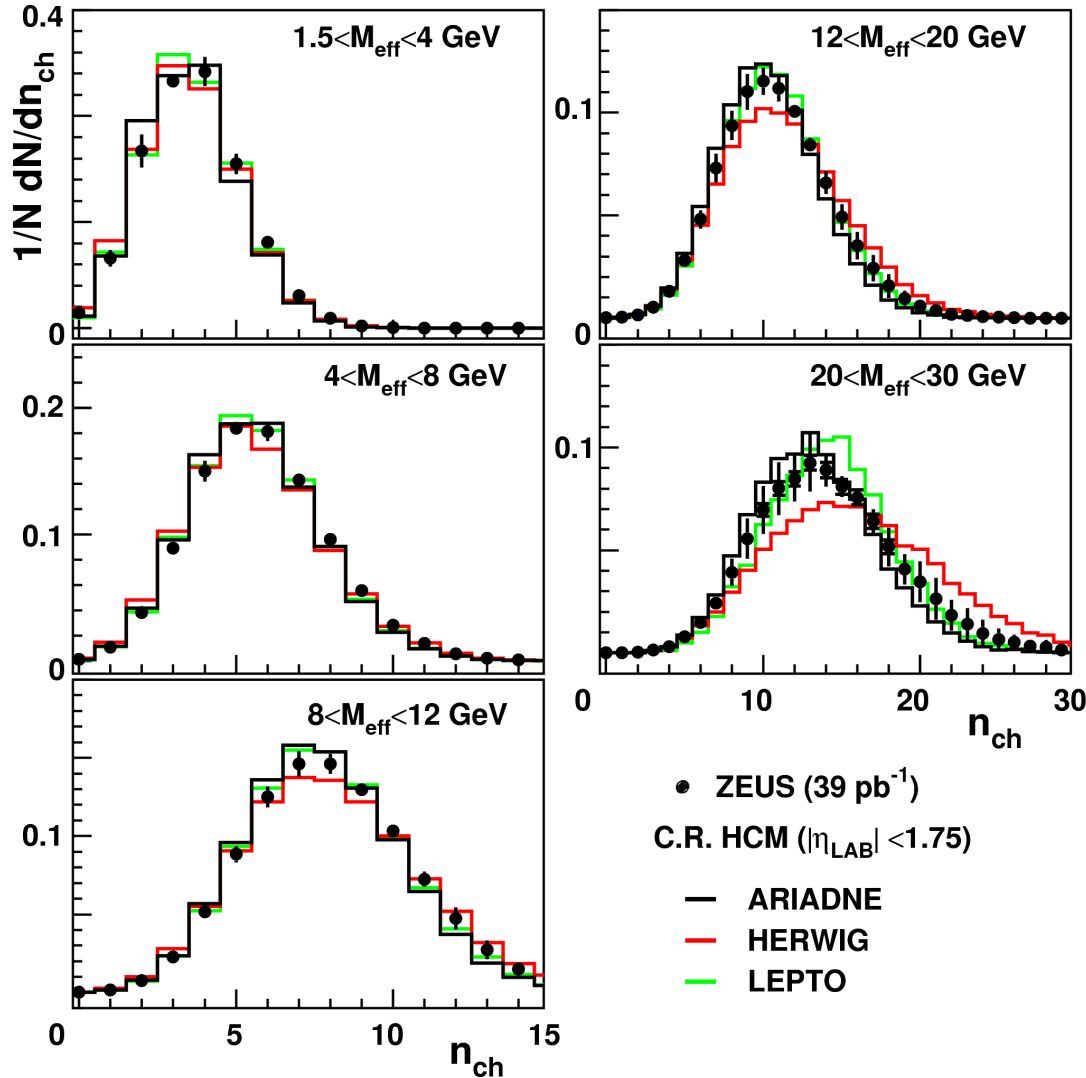 0.4
1.5<M_eff<4 GeV
1/N dN/dn_ch
0
4<M_eff<8 GeV
0.2
0.1
0
8<M_eff<12 GeV
0.1
0 5 10 15
n_ch
12<M_eff<20 GeV
0.1
0
20<M_eff<30 GeV
0.1
0 10 20 30
n_ch
ZEUS (39 pb^-1)
C.R. HCM (|η_LAB| <1.75)
ARIADNE
HERWIG
LEPTO